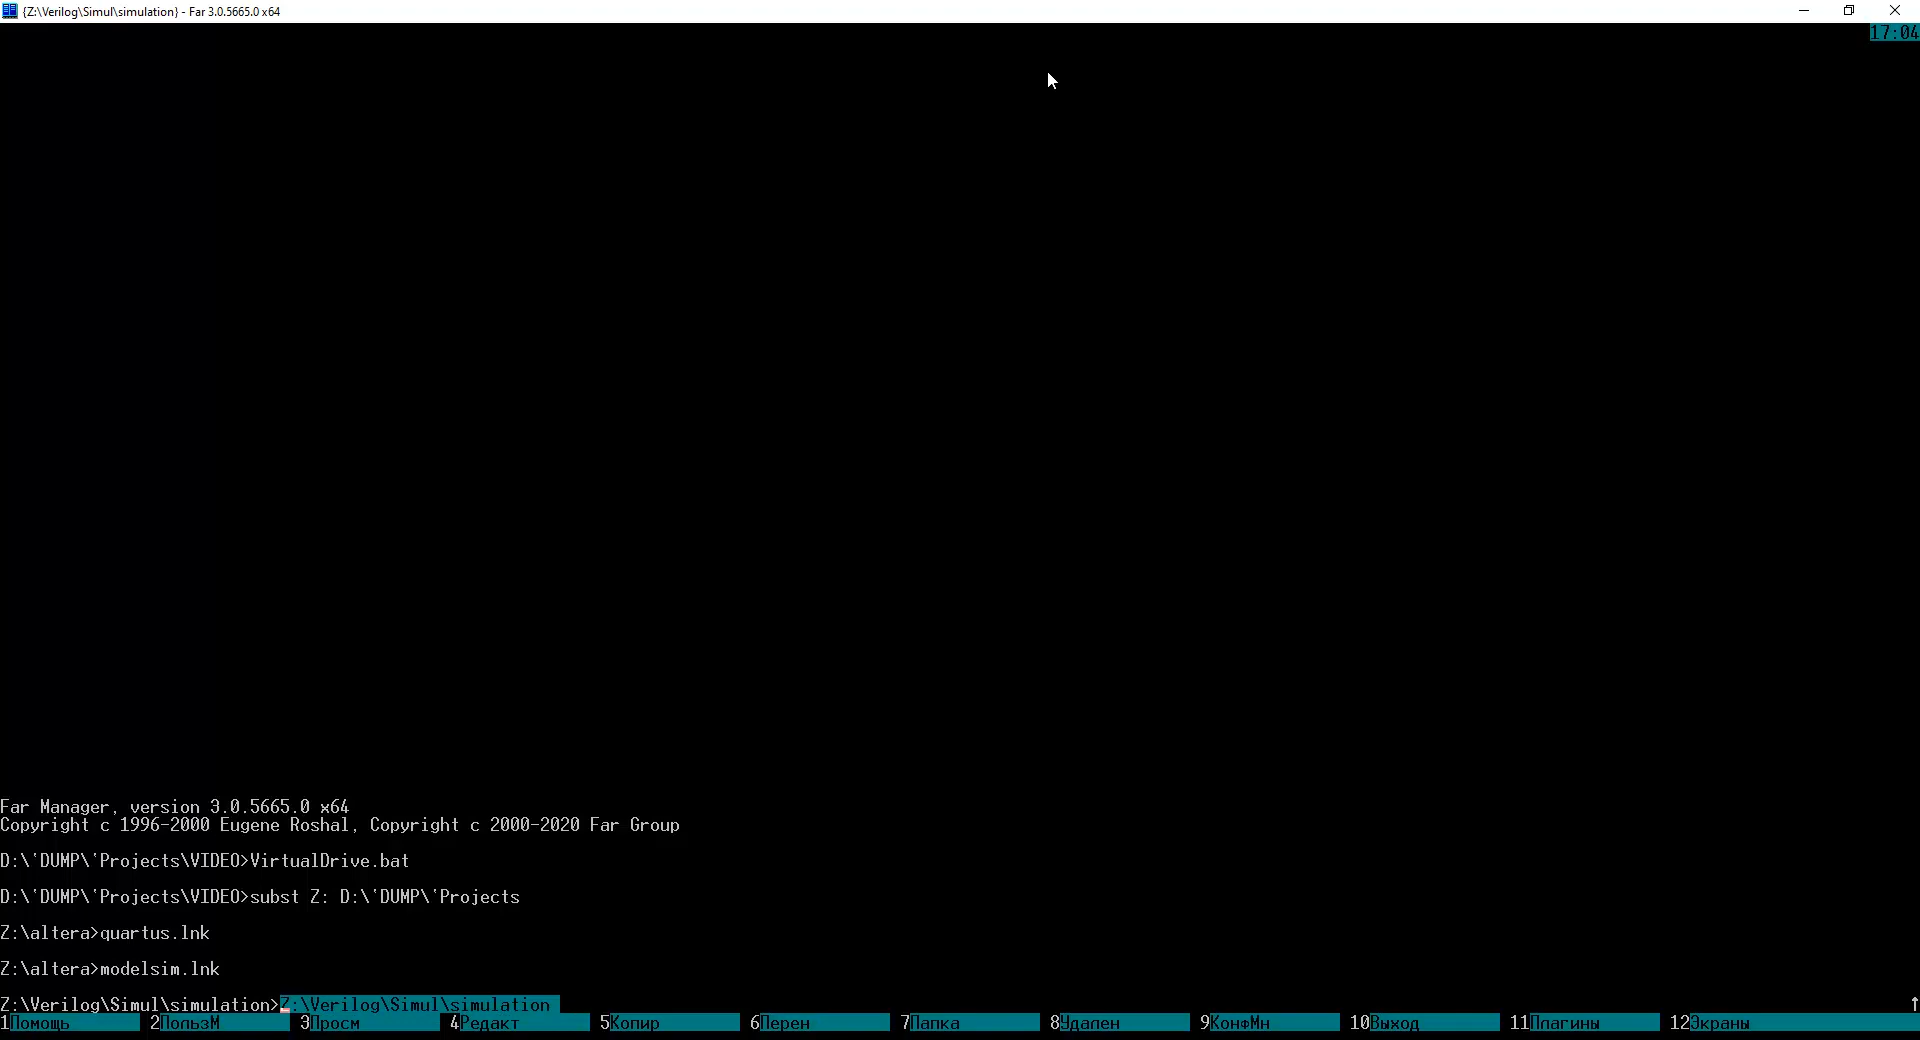 {Z:\Verilog\Simul\simulation} - Far 3.0.5665.0 x64
17:04
Far Manager, version 3.0.5665.0 x64
Copyright c 1996-2000 Eugene Roshal, Copyright c 2000-2020 Far Group
D:\`DUMP\`Projects\VIDEO>VirtualDrive.bat
D:\`DUMP\`Projects\VIDEO>subst Z: D:\`DUMP\`Projects
Z:\altera>quartus.lnk
Z:\altera>modelsim.lnk
Z:\Verilog\Simul\simulation>Z:\Verilog\Simul\simulation
1Помощь 2ПользМ 3Просм 4Редакт 5Копир 6Перен 7Папка 8Удален 9КонфМн 10Выход 11Плагины 12Экраны